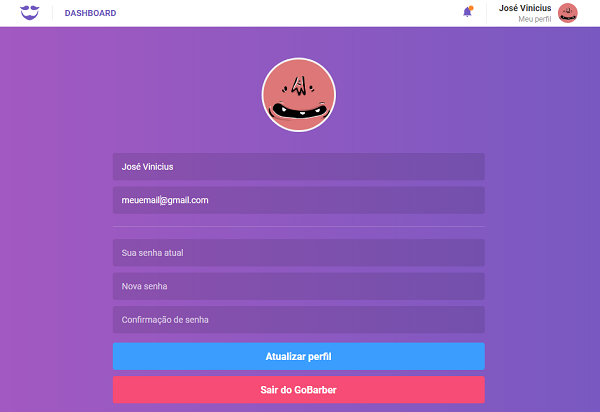 DASHBOARD
José Vinicius
Meu perfil
José Vinicius
meuemail@gmail.com
Sua senha atual
Nova senha
Confirmação de senha
Atualizar perfil
Sair do GoBarber